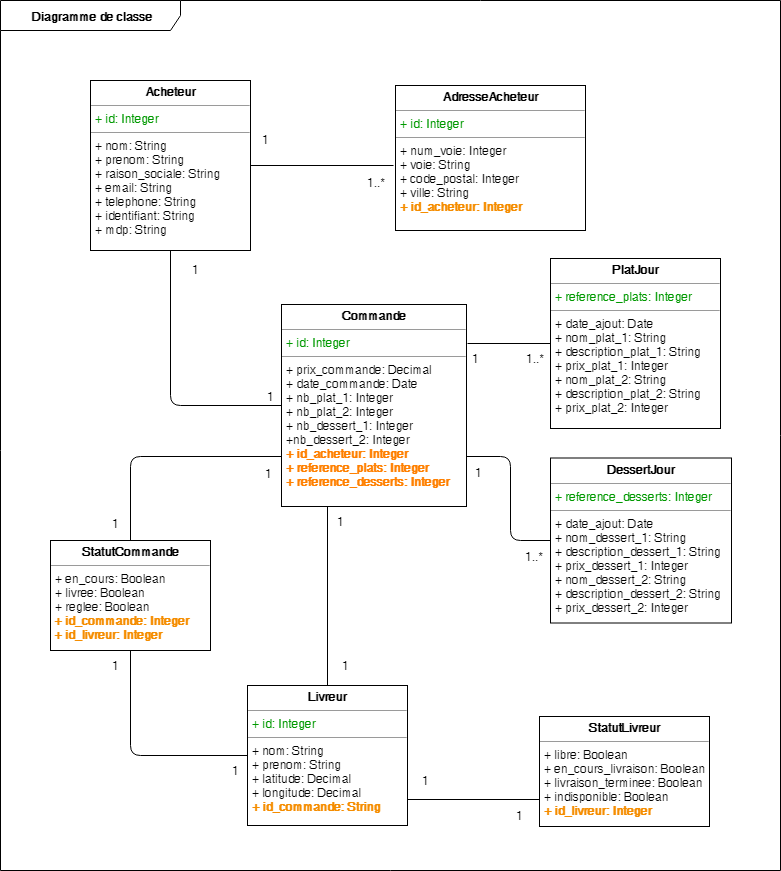 Diagramme de classe
Acheteur
+ id: Integer
+ nom: String
+ prenom: String
+ raison_sociale: String
+ email: String
+ telephone: String
+ identifiant: String
+ mdp: String
1
1..*
AdresseAcheteur
+ id: Integer
+ num_voie: Integer
+ voie: String
+ code_postal: Integer
+ ville: String
+ id_acheteur: Integer
1
1
Commande
+ id: Integer
+ prix_commande: Decimal
+ date_commande: Date
+ nb_plat_1: Integer
+ nb_plat_2: Integer
+ nb_dessert_1: Integer
+nb_dessert_2: Integer
+ id_acheteur: Integer
+ reference_plats: Integer
+ reference_desserts: Integer
1
1..*
PlatJour
+ reference_plats: Integer
+ date_ajout: Date
+ nom_plat_1: String
+ description_plat_1: String
+ prix_plat_1: Integer
+ nom_plat_2: String
+ description_plat_2: String
+ prix_plat_2: Integer
1
1..*
DessertJour
+ reference_desserts: Integer
+ date_ajout: Date
+ nom_dessert_1: String
+ description_dessert_1: String
+ prix_dessert_1: Integer
+ nom_dessert_2: String
+ description_dessert_2: String
+ prix_dessert_2: Integer
1
1
StatutCommande
+ en_cours: Boolean
+ livree: Boolean
+ reglee: Boolean
+ id_commande: Integer
+ id_livreur: Integer
1
1
1
1
Livreur
+ id: Integer
+ nom: String
+ prenom: String
+ latitude: Decimal
+ longitude: Decimal
+ id_commande: String
1
1
StatutLivreur
+ libre: Boolean
+ en_cours_livraison: Boolean
+ livraison_terminee: Boolean
+ indisponible: Boolean
+ id_livreur: Integer